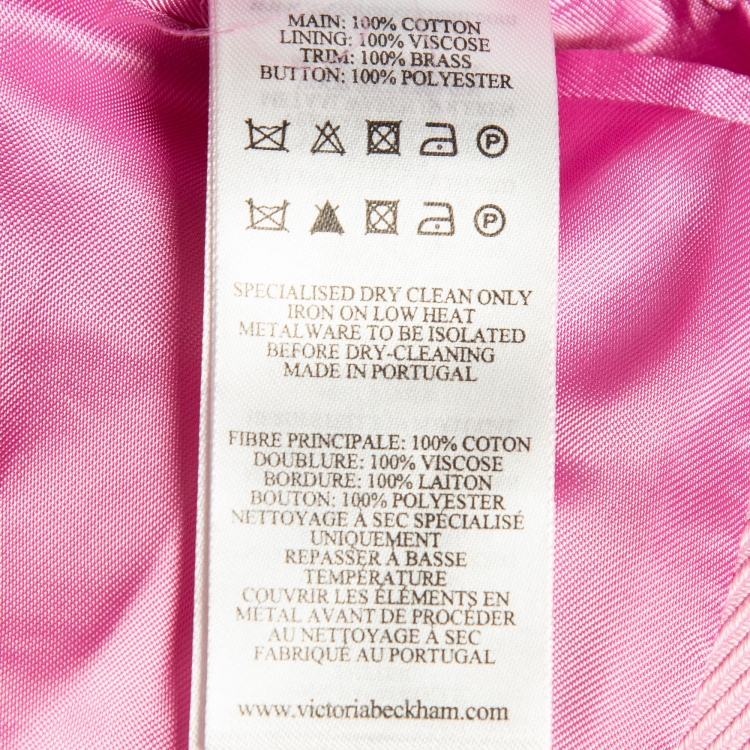 MAIN: 100% COTTON
LINING: 100% VISCOSE
TRIM: 100% BRASS
BUTTON: 100% POLYESTER
P
P
SPECIALISED DRY CLEAN ONLY
IRON ON LOW HEAT
METALWARE TO BE ISOLATED
BEFORE DRY-CLEANING
MADE IN PORTUGAL
FIBRE PRINCIPALE: 100% COTON
DOUBLURE: 100% VISCOSE
BORDURE: 100% LAITON
BOUTON: 100% POLYESTER
NETTOYAGE À SEC SPÉCIALISÉ
UNIQUEMENT
REPASSER À BASSE
TEMPÉRATURE
COUVRIR LES ÉLÉMENTS EN
MÉTAL AVANT DE PROCÉDER
AU NETTOYAGE À SEC
FABRIQUÉ AU PORTUGAL
www.victoriabeckham.com